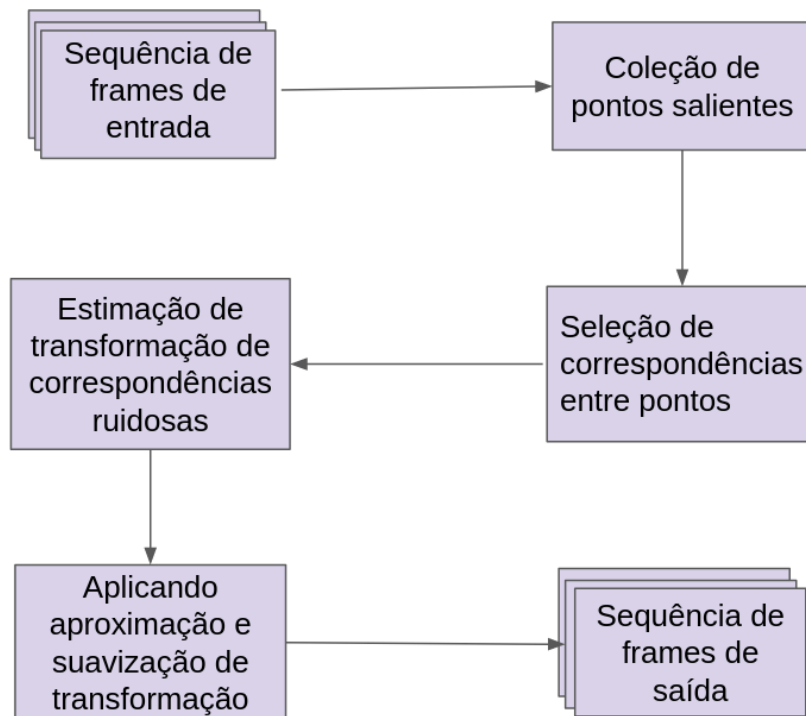 Sequência de
frames de
entrada
Coleção de
pontos salientes
Seleção de
correspondências
entre pontos
Estimação de
transformação de
correspondências
ruidosas
Aplicando
aproximação e
suavização de
transformação
Sequência de
frames de
saída